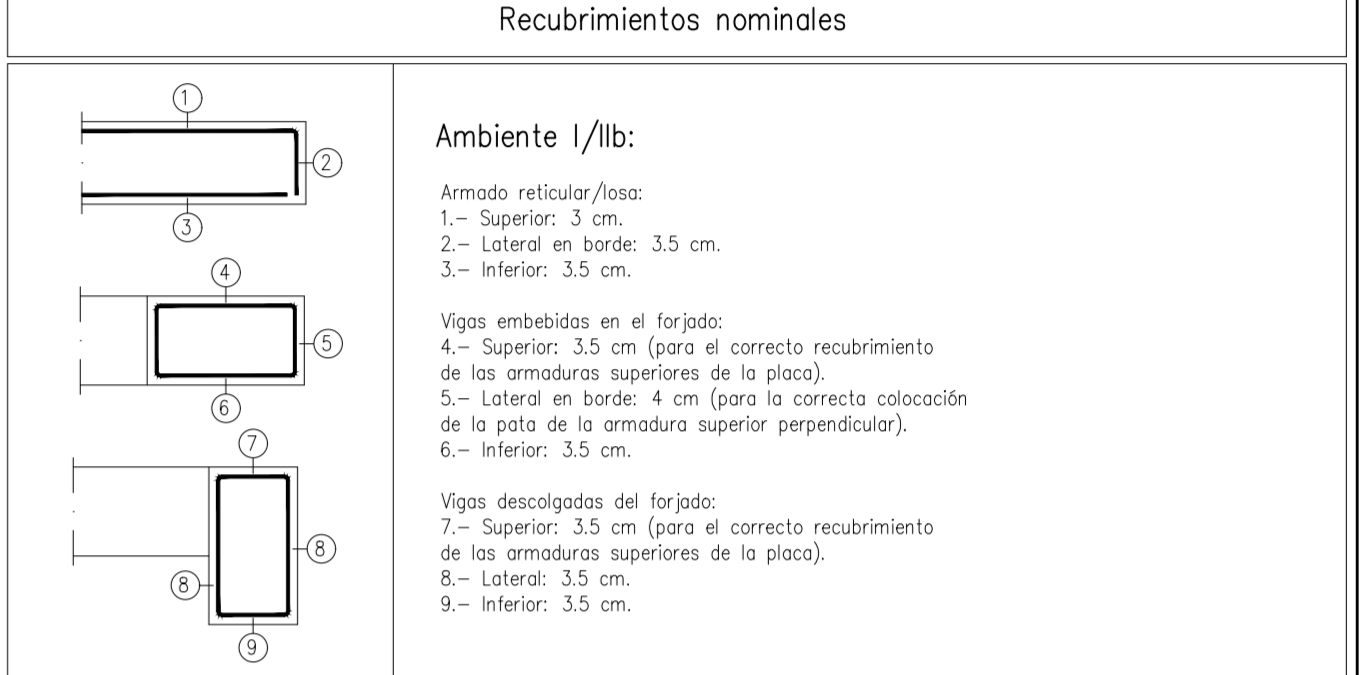 Recubrimientos nominales
1
2
3
4
5
6
7
8
8
9
Ambiente I/IIb:
Armado reticular/losa:
1.- Superior: 3 cm.
2.- Lateral en borde: 3.5 cm.
3.- Inferior: 3.5 cm.
Vigas embebidas en el forjado:
4.- Superior: 3.5 cm (para el correcto recubrimiento
de las armaduras superiores de la placa).
5.- Lateral en borde: 4 cm (para la correcta colocación
de la pata de la armadura superior perpendicular).
6.- Inferior: 3.5 cm.
Vigas descolgadas del forjado:
7.- Superior: 3.5 cm (para el correcto recubrimiento
de las armaduras superiores de la placa).
8.- Lateral: 3.5 cm.
9.- Inferior: 3.5 cm.